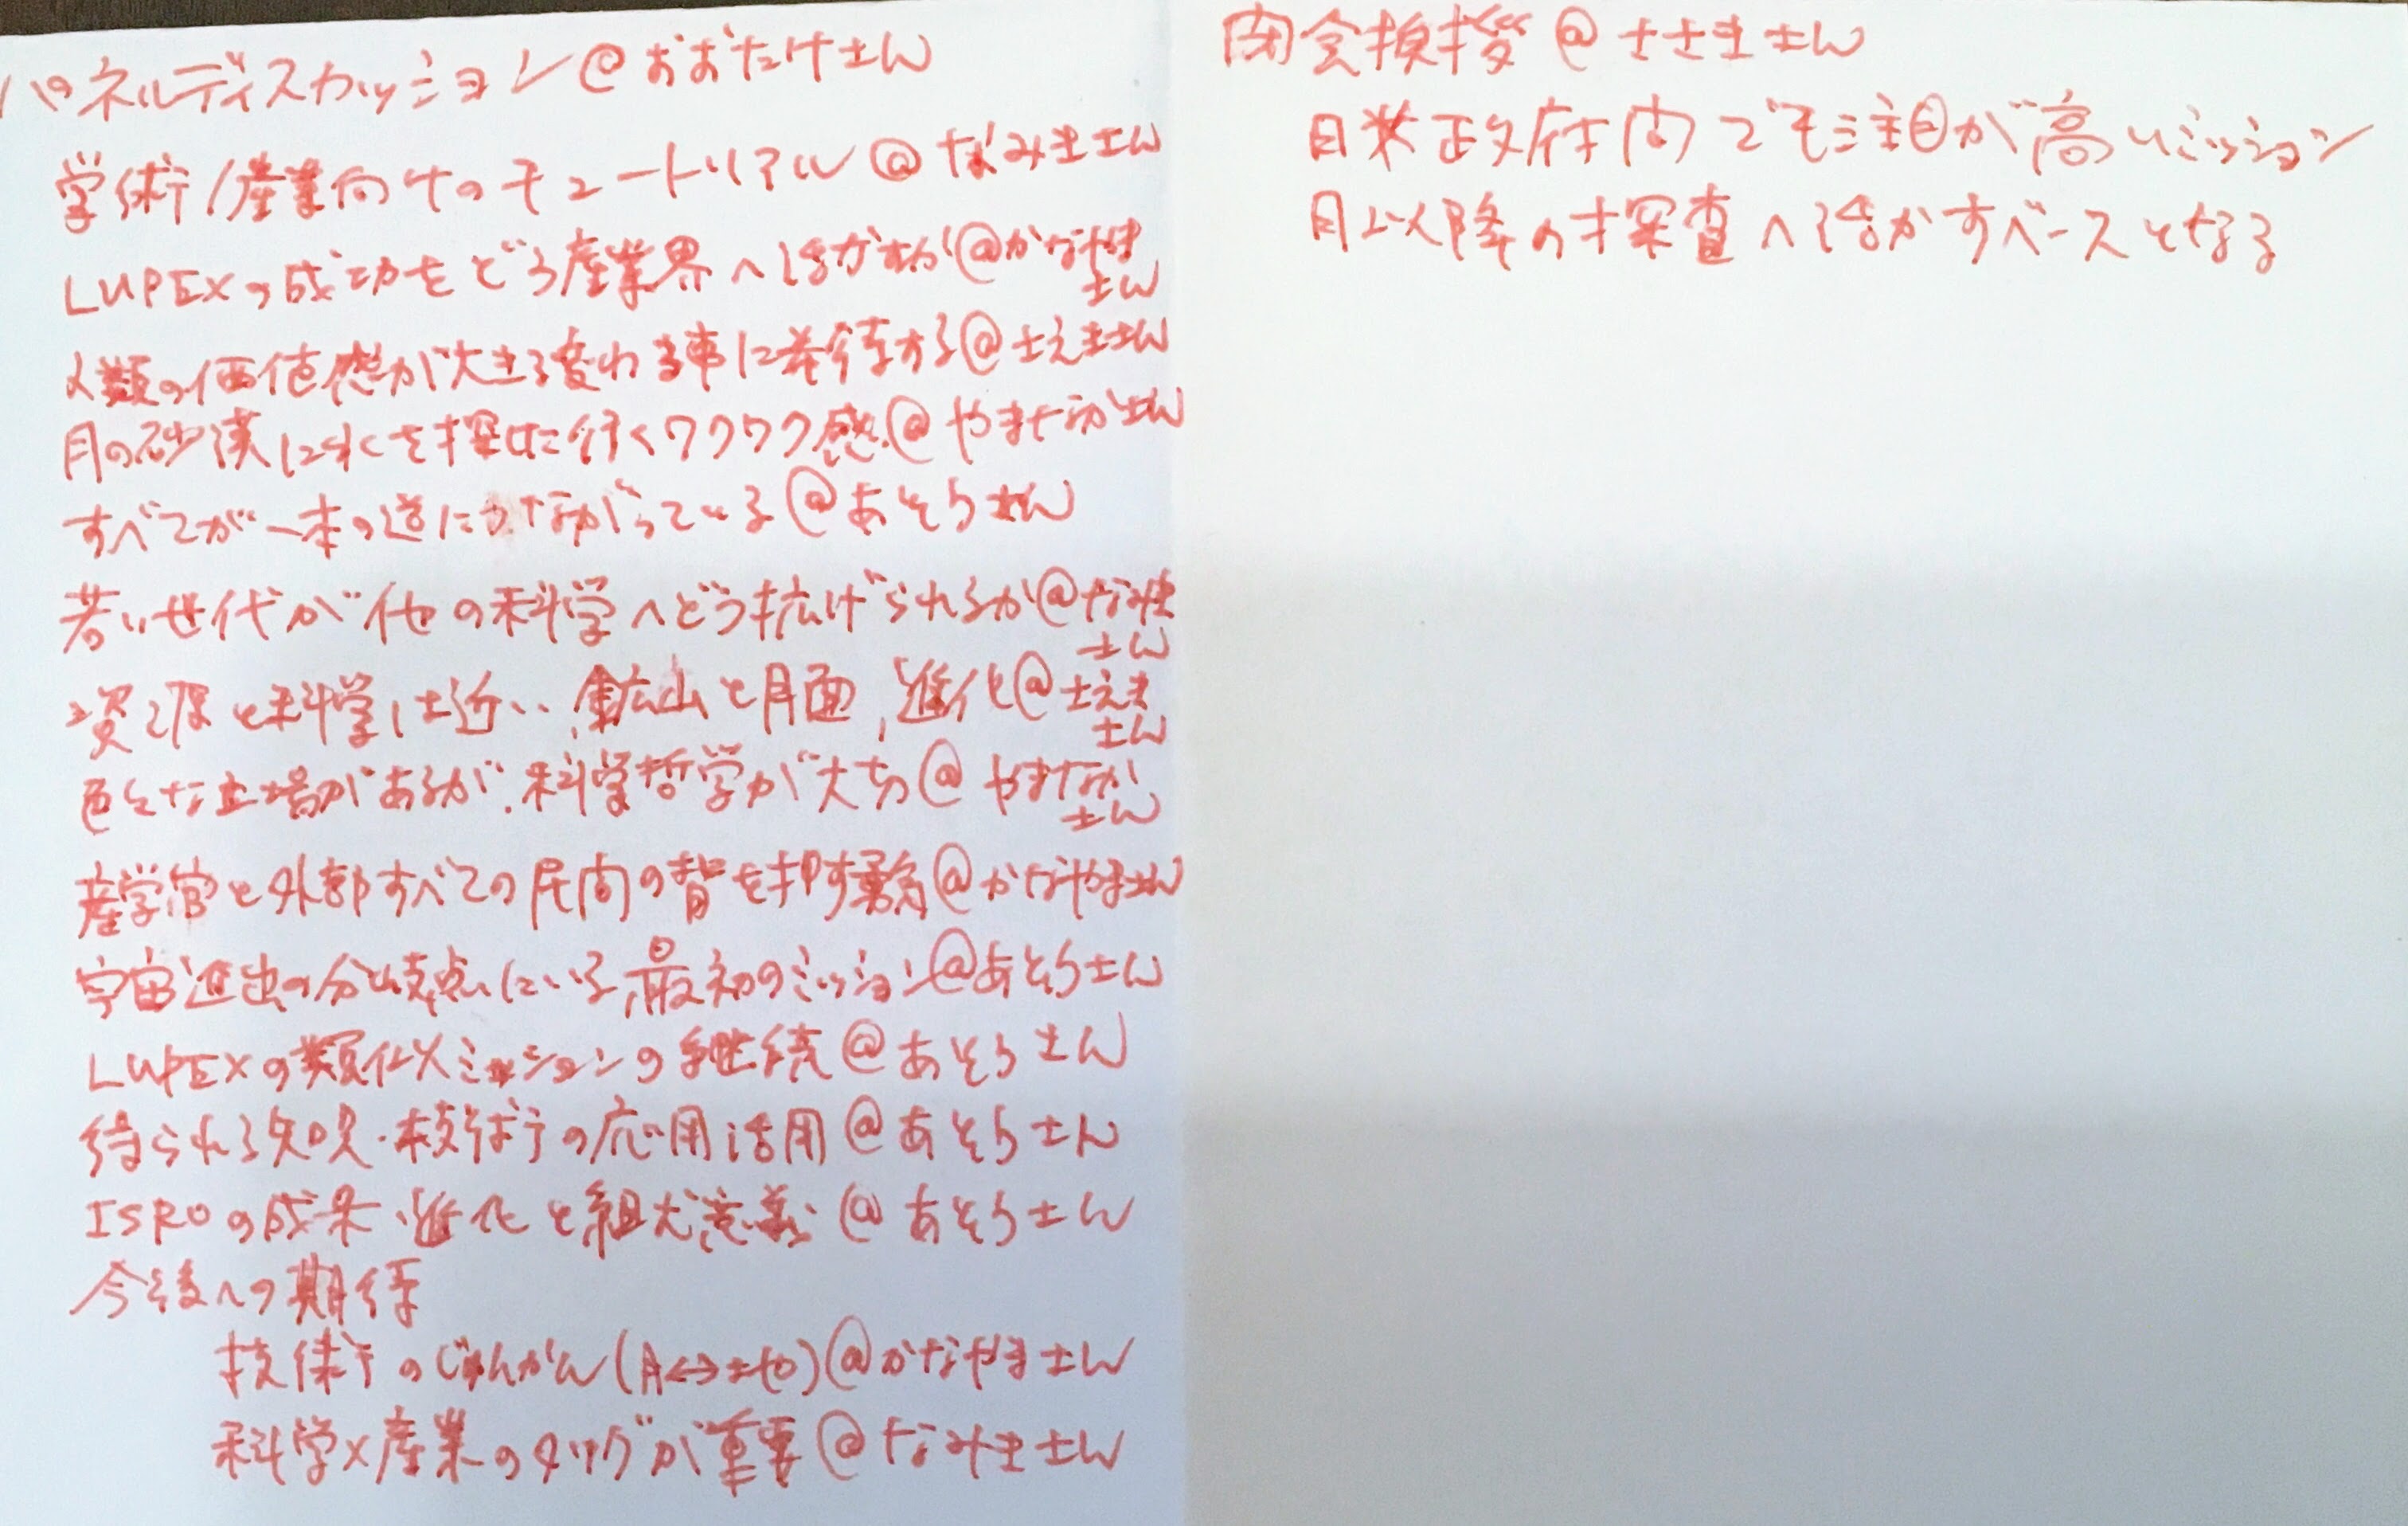 パネルディスカッション@おおたけさん
学術/産業向けのチュートリアル@なみきさん
LUPEXの成功をどう産業界へ活かすか@かなやま
さん
人類の価値感が大きく変わる事に期待する@さえきさん
月の砂漠に水を探しに行くワクワク感@やまなかさん
すべてが一本の道につながっている@あそうさん
若い世代が他の科学へどう拡げられるか@なみき
さん
資源と科学は近い、鉱山と月面、進化@さえき
さん
色々な立場があるが、科学哲学が大切@やまなか
さん
産学官と外部すべての民間の背を押す@かなやまさん
宇宙進出の分岐点にいる最初のミッション@あそうさん
LUPEXの類似ミッションの継続@あそうさん
得られる知見・技術の応用活用@あそうさん
ISROの成果・進化と組@あそうさん
今後への期待
技術のじゅんかん(月↔地)@かなやまさん
科学×産業のタッグが重要@なみきさん
閉会挨拶@ささきさん
日米政府間でも注目が高いミッション
月以降の探査へ活かすベースとなる